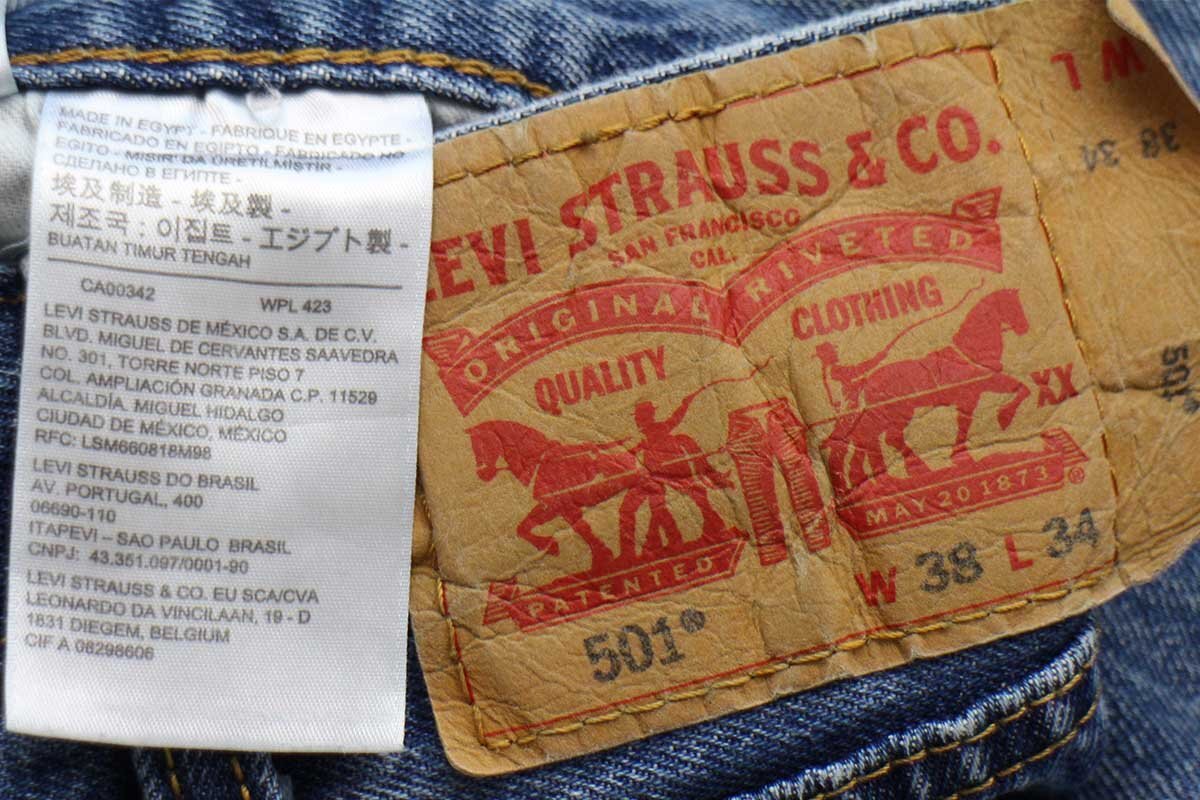 MADE IN EGYPT - FABRIQUE EN EGYPTE -
FABRICADO EN EGIPTO - FABRICADO NO
EGITO - MISIR'DA ÜRETİLMİŞTİR -
СДЕЛАНО В ЕГИПТЕ -
埃及制造 - 埃及製 -
제조국 : 이집트 - エジプト製 -
BUATAN TIMUR TENGAH
CA00342 WPL 423
LEVI STRAUSS DE MÉXICO S.A. DE C.V.
BLVD. MIGUEL DE CERVANTES SAAVEDRA
NO. 301, TORRE NORTE PISO 7
COL. AMPLIACIÓN GRANADA C.P. 11529
ALCALDÍA. MIGUEL HIDALGO
CIUDAD DE MÉXICO, MÉXICO
RFC: LSM660818M98
LEVI STRAUSS DO BRASIL
AV. PORTUGAL, 400
06690-110
ITAPEVI – SAO PAULO BRASIL
CNPJ: 43.351.097/0001-90
LEVI STRAUSS & CO. EU SCA/CVA
LEONARDO DA VINCILAAN, 19 - D
1831 DIEGEM, BELGIUM
CIF A 08298606
LEVI STRAUSS & CO.
SAN FRANCISCO
CAL.
ORIGINAL RIVETED
QUALITY CLOTHING
XX
PATENTED MAY 20 1873 ®
501® W 38 L 34
W L
38 34
501